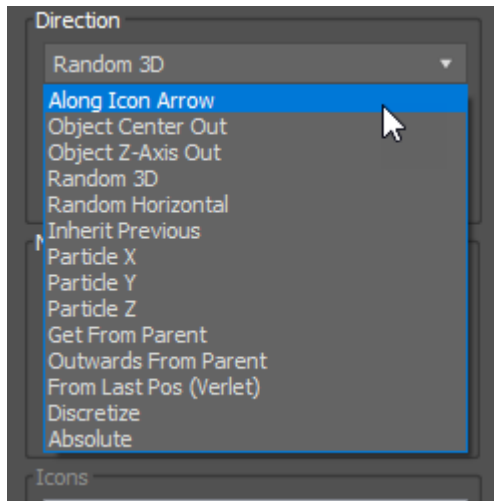 Direction
Random 3D
Along Icon Arrow
Object Center Out
Object Z-Axis Out
Random 3D
Random Horizontal
Inherit Previous
Particle X
Particle Y
Particle Z
Get From Parent
Outwards From Parent
From Last Pos (Verlet)
Discretize
Absolute
Icons